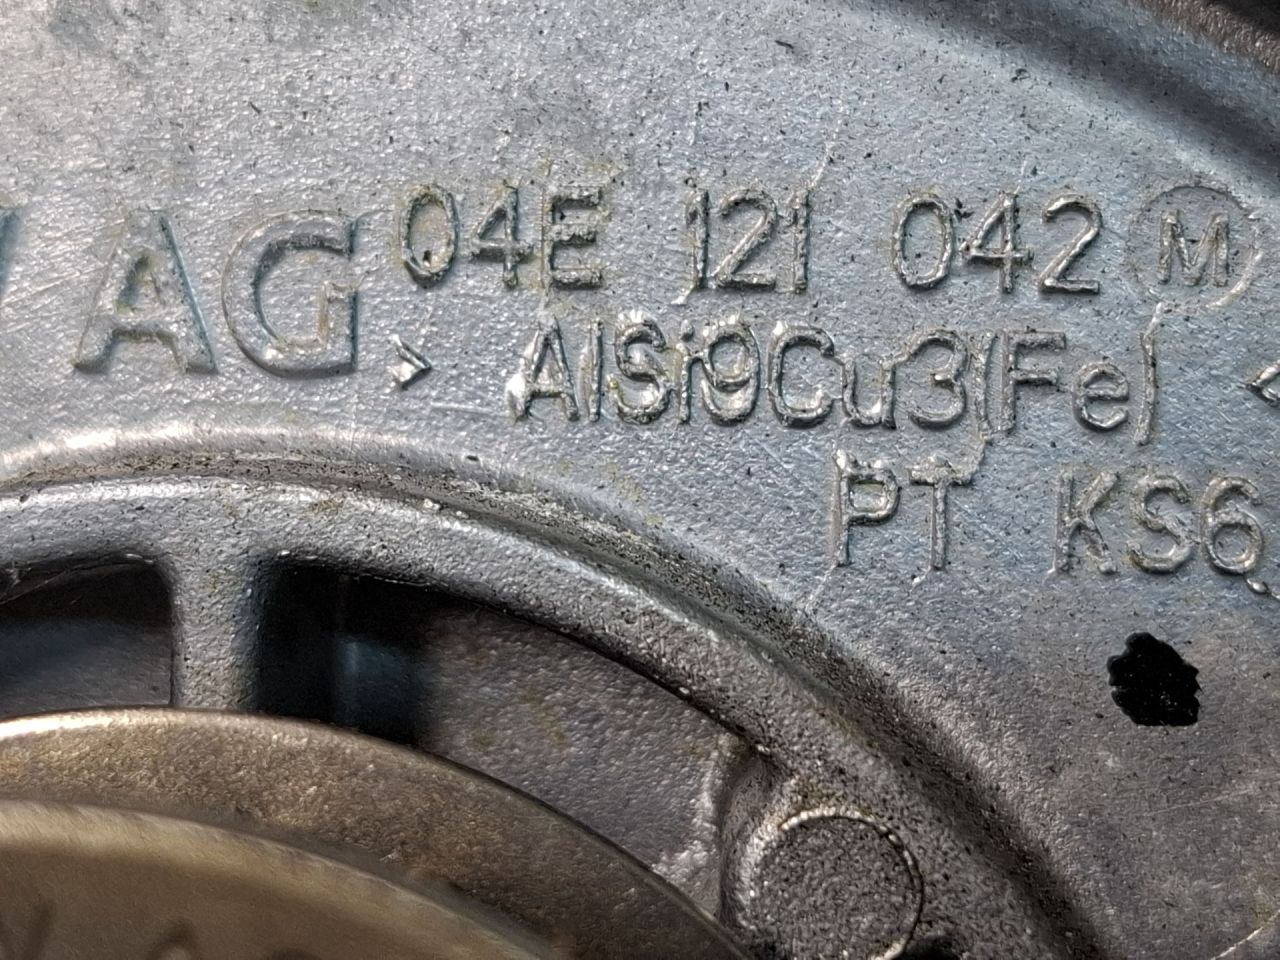 AG 04E 121 042 M
> AlSi9Cu3(Fe) <
PT KS6